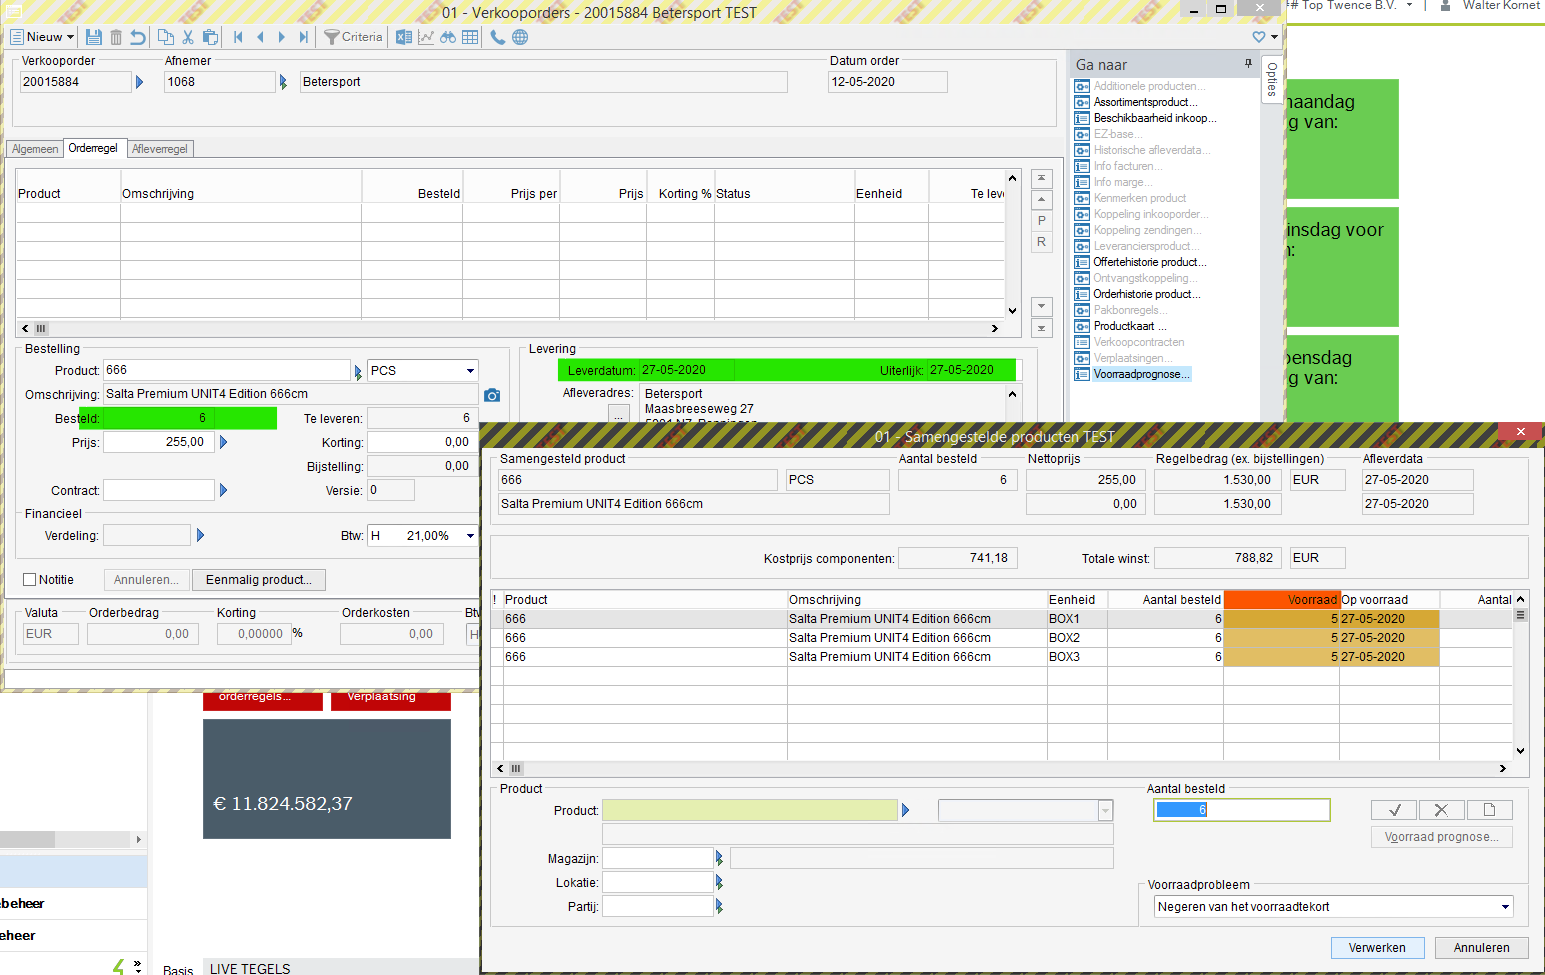 01 - Verkooporders - 20015884 Betersport TEST
## Top Twence B.V.
Walter Kornet
Nieuw
Criteria
Verkooporder
Afnemer
Datum order
20015884
1068
Betersport
12-05-2020
Algemeen
Orderregel
Afleverregel
Product
Omschrijving
Besteld
Prijs per
Prijs
Korting %
Status
Eenheid
Te leve
P
R
Ga naar
Opties
Additionele producten...
Assortimentsproduct...
Beschikbaarheid inkoop...
EZ-base...
Historische afleverdata...
Info facturen...
Info marge...
Kenmerken product
Koppeling inkooporder...
Koppeling zendingen...
Leveranciersproduct...
Offertehistorie product...
Ontvangstkoppeling...
Orderhistorie product...
Pakbonregels...
Productkaart ...
Verkoopcontracten
Verplaatsingen...
Voorraadprognose...
naandag
g van:
insdag voor
n:
oensdag
g van:
Bestelling
Product:
666
PCS
Omschrijving:
Salta Premium UNIT4 Edition 666cm
Besteld:
6
Te leveren:
6
Prijs:
255,00
Korting:
0,00
Bijstelling:
0,00
Contract:
Versie:
0
Financieel
Verdeling:
Btw:
H 21,00%
Notitie
Annuleren...
Eenmalig product...
Valuta
Orderbedrag
Korting
Orderkosten
Btw
EUR
0,00
0,00000
%
0,00
H
Levering
Leverdatum:
27-05-2020
Uiterlijk:
27-05-2020
Afleveradres:
Betersport
Maasbreeseweg 27
...
01 - Samengestelde producten TEST
Samengesteld product
Aantal besteld
Nettoprijs
Regelbedrag (ex. bijstellingen)
Afleverdata
666
PCS
6
255,00
1.530,00
EUR
27-05-2020
Salta Premium UNIT4 Edition 666cm
0,00
1.530,00
27-05-2020
Kostprijs componenten:
741,18
Totale winst:
788,82
EUR
! Product Omschrijving Eenheid Aantal besteld Voorraad Op voorraad Aantal
666 Salta Premium UNIT4 Edition 666cm BOX1 6 5 27-05-2020
666 Salta Premium UNIT4 Edition 666cm BOX2 6 5 27-05-2020
666 Salta Premium UNIT4 Edition 666cm BOX3 6 5 27-05-2020
Product
Product:
Magazijn:
Lokatie:
Partij:
Aantal besteld
6
Voorraad prognose...
Voorraadprobleem
Negeren van het voorraadtekort
Verwerken
Annuleren
orderregels...
Verplaatsing
€ 11.824.582,37
ebeheer
eheer
Basis
LIVE TEGELS